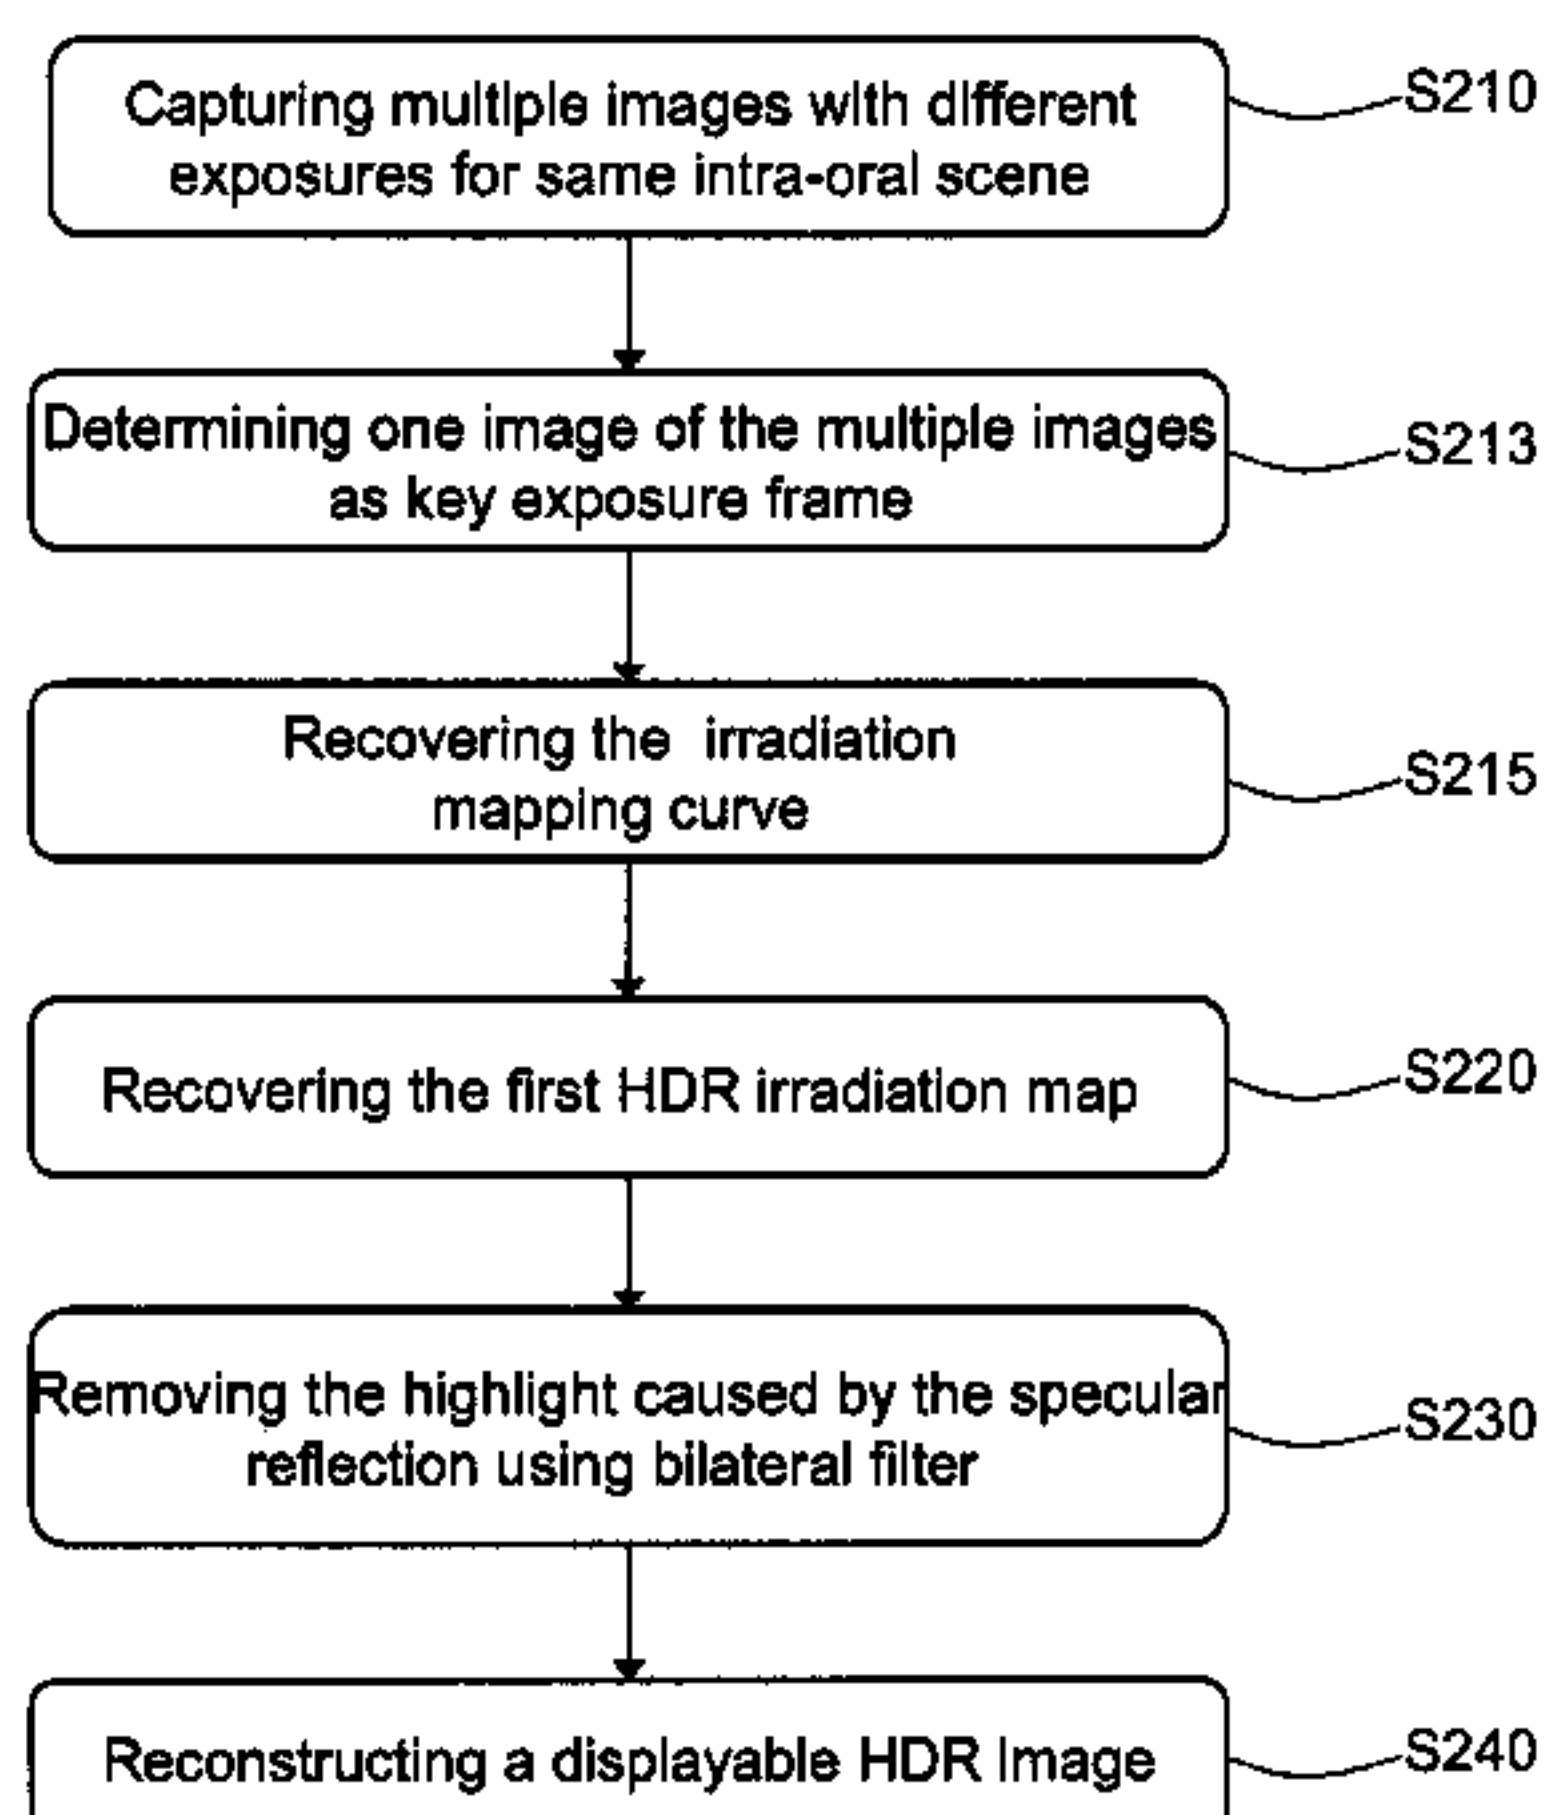 Capturing multiple images with different
exposures for same intra-oral scene
S210
Determining one image of the multiple images
as key exposure frame
S213
Recovering the irradiation
mapping curve
S215
Recovering the first HDR irradiation map
S220
Removing the highlight caused by the specular
reflection using bilateral filter
S230
Reconstructing a displayable HDR Image
S240